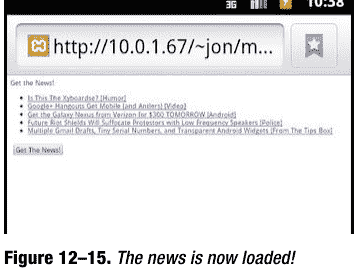 3G 10:38
http://10.0.1.67/~jon/m...
Get the News!
Is This The Xyboardse? [Humor]
Google+ Hangouts Get Mobile (and Antlers) [Video]
Get the Galaxy Nexus from Verizon for $300 TOMORROW [Android]
Future Riot Shields Will Suffocate Protestors with Low Frequency Speakers [Police]
Multiple Gmail Drafts, Tiny Serial Numbers, and Transparent Android Widgets [From The Tips Box]
Get The News!
Figure 12–15. The news is now loaded!